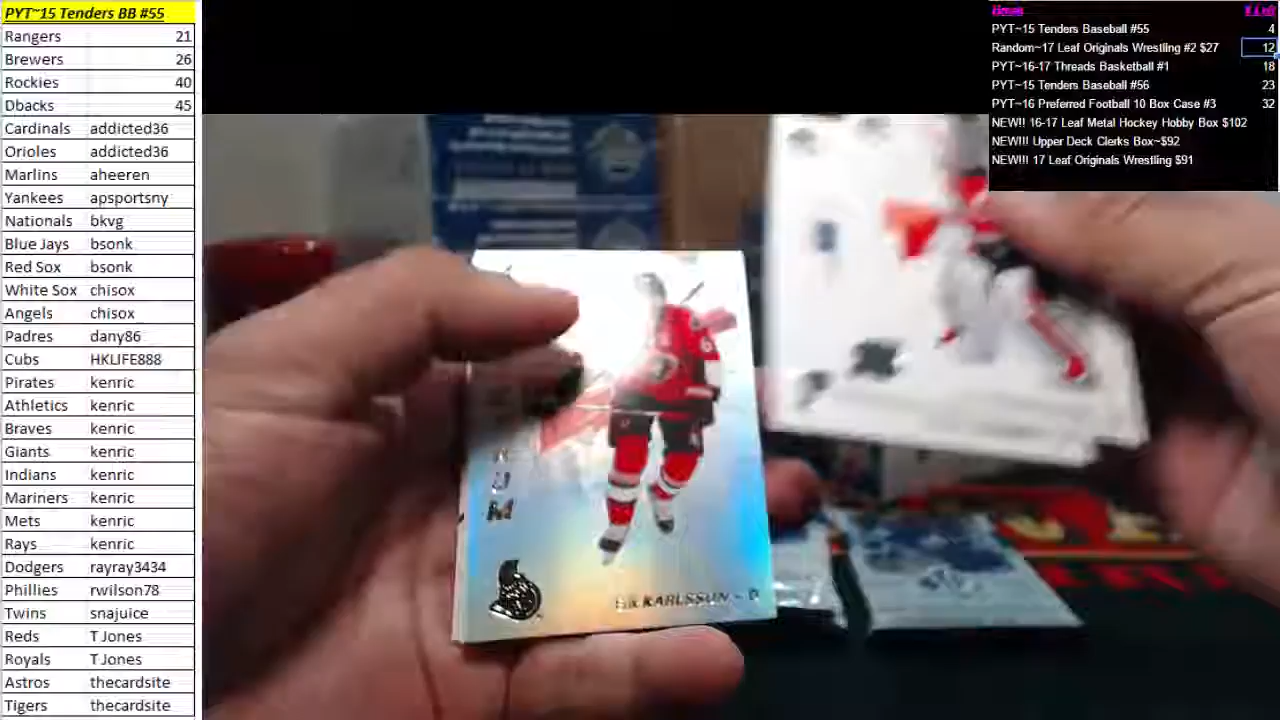 PYT~15 Tenders BB #55
Rangers 21
Brewers 26
Rockies 40
Dbacks 45
Cardinals addicted36
Orioles addicted36
Marlins aheeren
Yankees apsportsny
Nationals bkvg
Blue Jays bsonk
Red Sox bsonk
White Sox chisox
Angels chisox
Padres dany86
Cubs HKLIFE888
Pirates kenric
Athletics kenric
Braves kenric
Giants kenric
Indians kenric
Mariners kenric
Mets kenric
Rays kenric
Dodgers rayray3434
Phillies rwilson78
Twins snajuice
Reds T Jones
Royals T Jones
Astros thecardsite
Tigers thecardsite
PYT~15 Tenders Baseball #55 4
Random~17 Leaf Originals Wrestling #2 $27 12
PYT~16-17 Threads Basketball #1 18
PYT~15 Tenders Baseball #56 23
PYT~16 Preferred Football 10 Box Case #3 32
NEW!! 16-17 Leaf Metal Hockey Hobby Box $102
NEW!!! Upper Deck Clerks Box~$92
NEW!!! 17 Leaf Originals Wrestling $91
KARLSSON - D